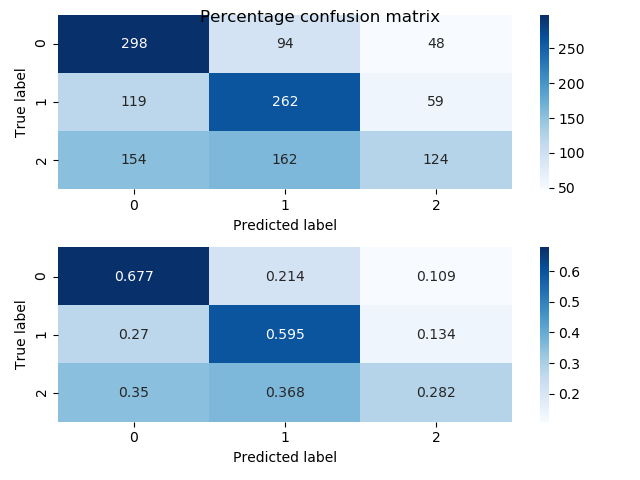 Percentage confusion matrix
True label
0 298 94 48
1 119 262 59
2 154 162 124
0 1 2
Predicted label
250
200
150
100
50
True label
0 0.677 0.214 0.109
1 0.27 0.595 0.134
2 0.35 0.368 0.282
0 1 2
Predicted label
0.6
0.5
0.4
0.3
0.2